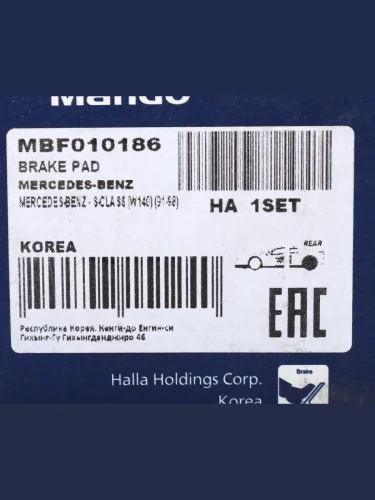 Mando
MBF010186
BRAKE PAD
MERCEDES-BENZ
MERCEDES-BENZ - S-CLASS (W140) (91-98)
HA 1SET
KOREA
REAR
EAC
Республика Корея, Кенги-до Енгин-си
Гихынг-Гу Гихынгданджиро 46
Halla Holdings Corp.
Korea
Brake